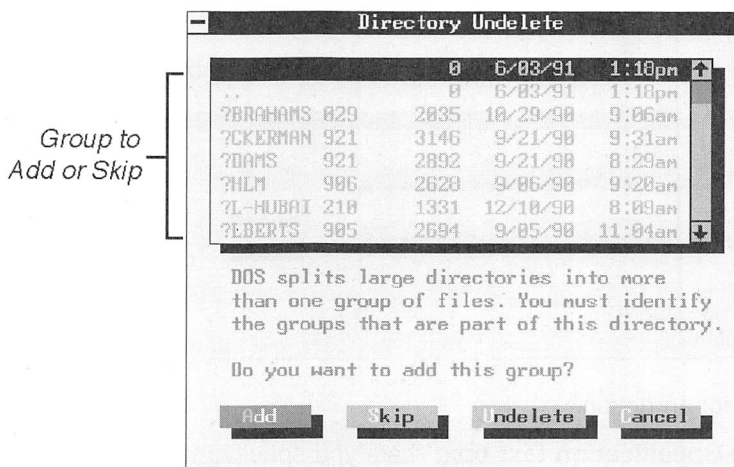 Directory Undelete
Group to
Add or Skip
. 0 6/03/91 1:18pm
.. 0 6/03/91 1:18pm
?BRAHAMS 029 2035 10/29/90 9:06am
?CKERMAN 921 3146 9/21/90 9:31am
?DAMS 921 2892 9/21/90 8:29am
?HLM 906 2628 9/06/90 9:20am
?L-HUBAI 210 1331 12/10/90 8:09am
?LBERTS 905 2694 9/05/90 11:04am
DOS splits large directories into more
than one group of files. You must identify
the groups that are part of this directory.
Do you want to add this group?
Add Skip Undelete Cancel